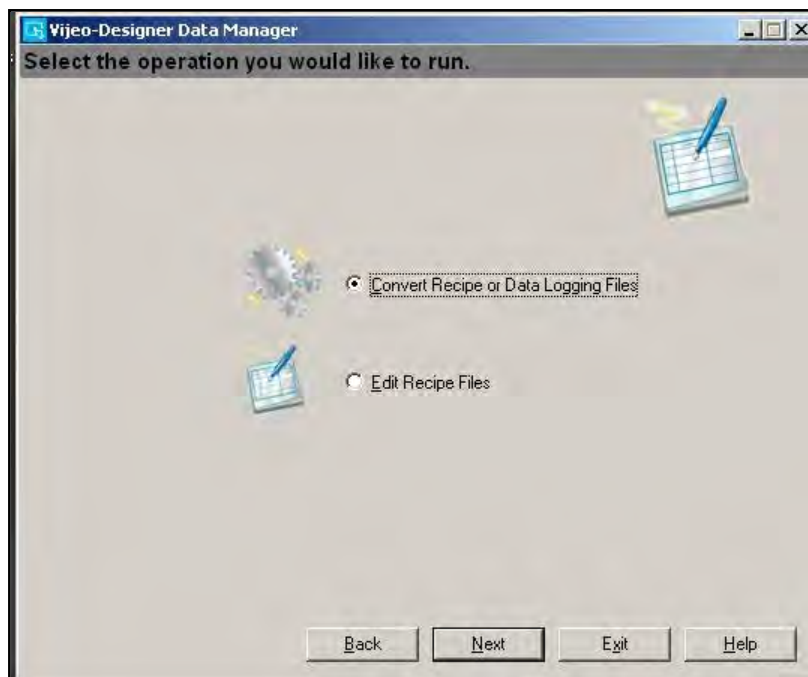 Vijeo-Designer Data Manager
Select the operation you would like to run.
Convert Recipe or Data Logging Files
Edit Recipe Files
Back
Next
Exit
Help